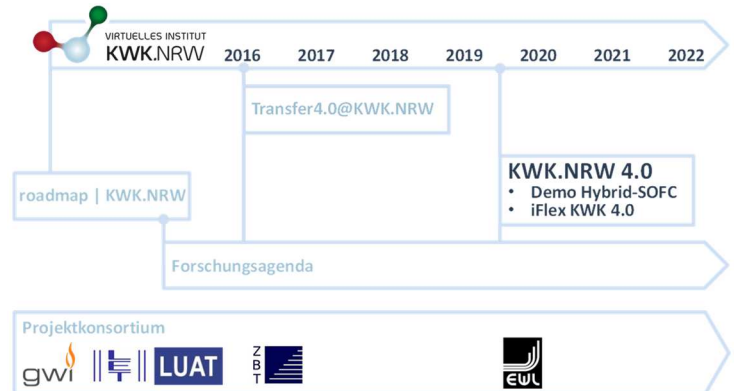 VIRTUELLES INSTITUT
KWK.NRW
2016 2017 2018 2019 2020 2021 2022
Transfer4.0@KWK.NRW
KWK.NRW 4.0
• Demo Hybrid-SOFC
• iFlex KWK 4.0
roadmap | KWK.NRW
Forschungsagenda
Projektkonsortium
gwi
LUAT
Z
B
T
EWL